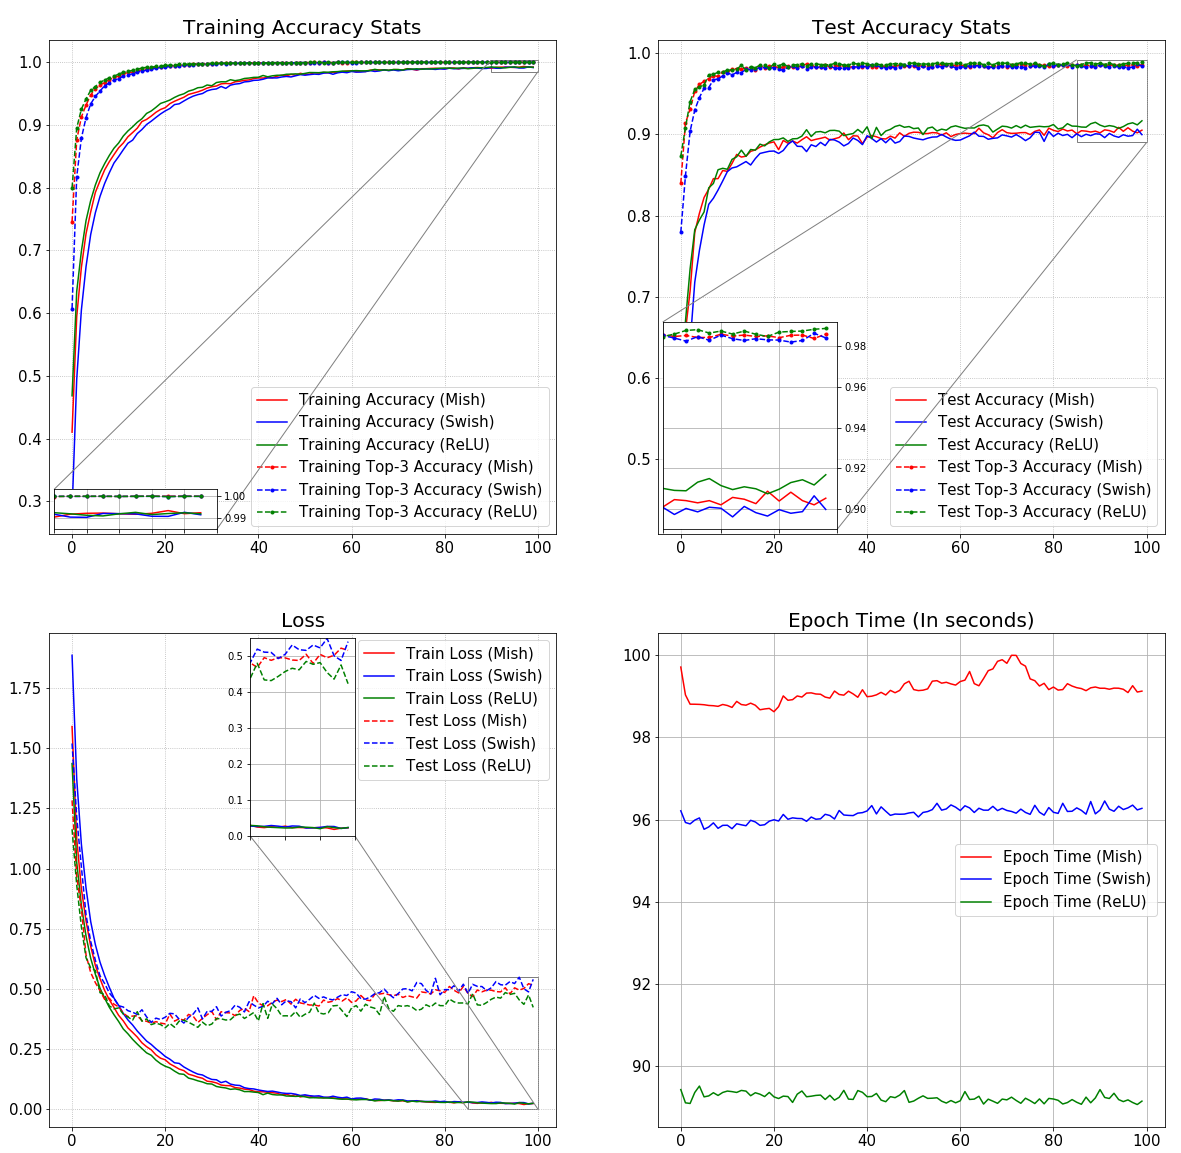 Training Accuracy Stats
1.0
0.9
0.8
0.7
0.6
0.5
0.4
0.3
Training Accuracy (Mish)
Training Accuracy (Swish)
Training Accuracy (ReLU)
Training Top-3 Accuracy (Mish)
Training Top-3 Accuracy (Swish)
Training Top-3 Accuracy (ReLU)
1.00
0.99
0 20 40 60 80 100
Test Accuracy Stats
1.0
0.9
0.8
0.7
0.6
0.5
0.98
0.96
0.94
0.92
0.90
Test Accuracy (Mish)
Test Accuracy (Swish)
Test Accuracy (ReLU)
Test Top-3 Accuracy (Mish)
Test Top-3 Accuracy (Swish)
Test Top-3 Accuracy (ReLU)
0 20 40 60 80 100
Loss
1.75
1.50
1.25
1.00
0.75
0.50
0.25
0.00
0.5
0.4
0.3
0.2
0.1
0.0
Train Loss (Mish)
Train Loss (Swish)
Train Loss (ReLU)
Test Loss (Mish)
Test Loss (Swish)
Test Loss (ReLU)
0 20 40 60 80 100
Epoch Time (In seconds)
100
98
96
94
92
90
Epoch Time (Mish)
Epoch Time (Swish)
Epoch Time (ReLU)
0 20 40 60 80 100